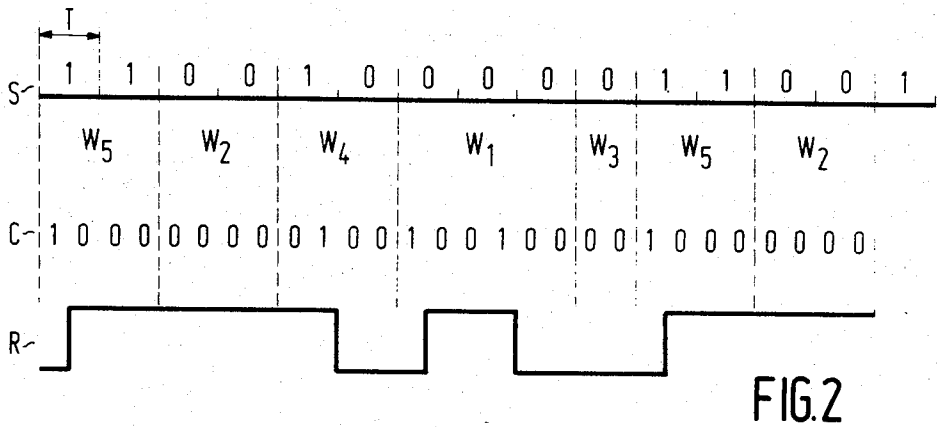 T
S~ 1 1 0 0 1 0 0 0 0 0 1 1 0 0 1
W5 W2 W4 W1 W3 W5 W2
C~ 1 0 0 0 0 0 0 0 0 1 0 0 1 0 0 1 0 0 0 0 1 0 0 0 0 0 0 0
R~
FIG.2